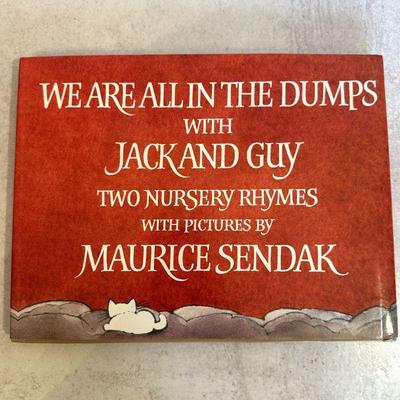 WE ARE ALL IN THE DUMPS
WITH
JACK AND GUY
TWO NURSERY RHYMES
WITH PICTURES BY
MAURICE SENDAK